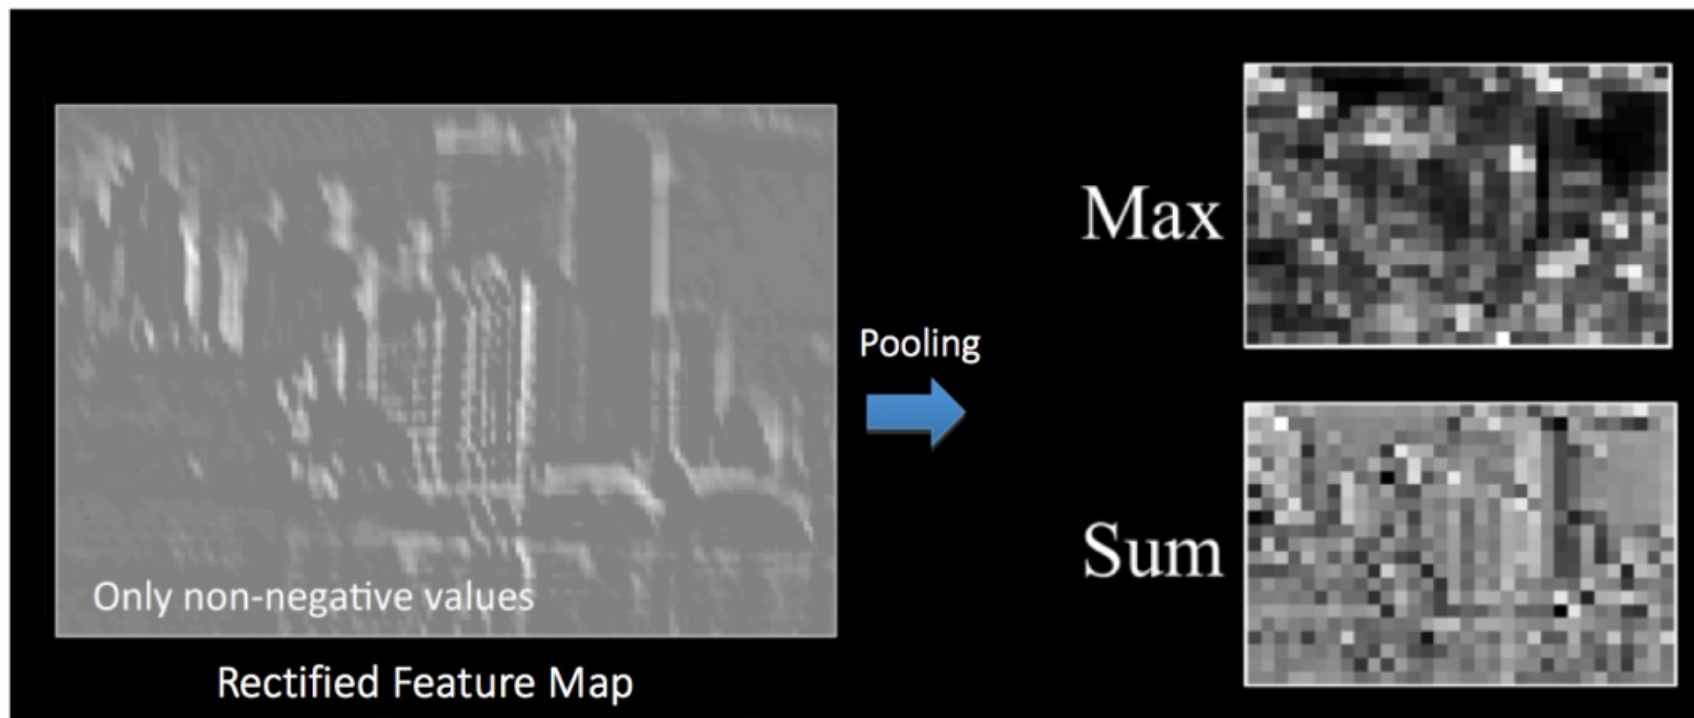 Only non-negative values
Rectified Feature Map
Pooling
Max
Sum